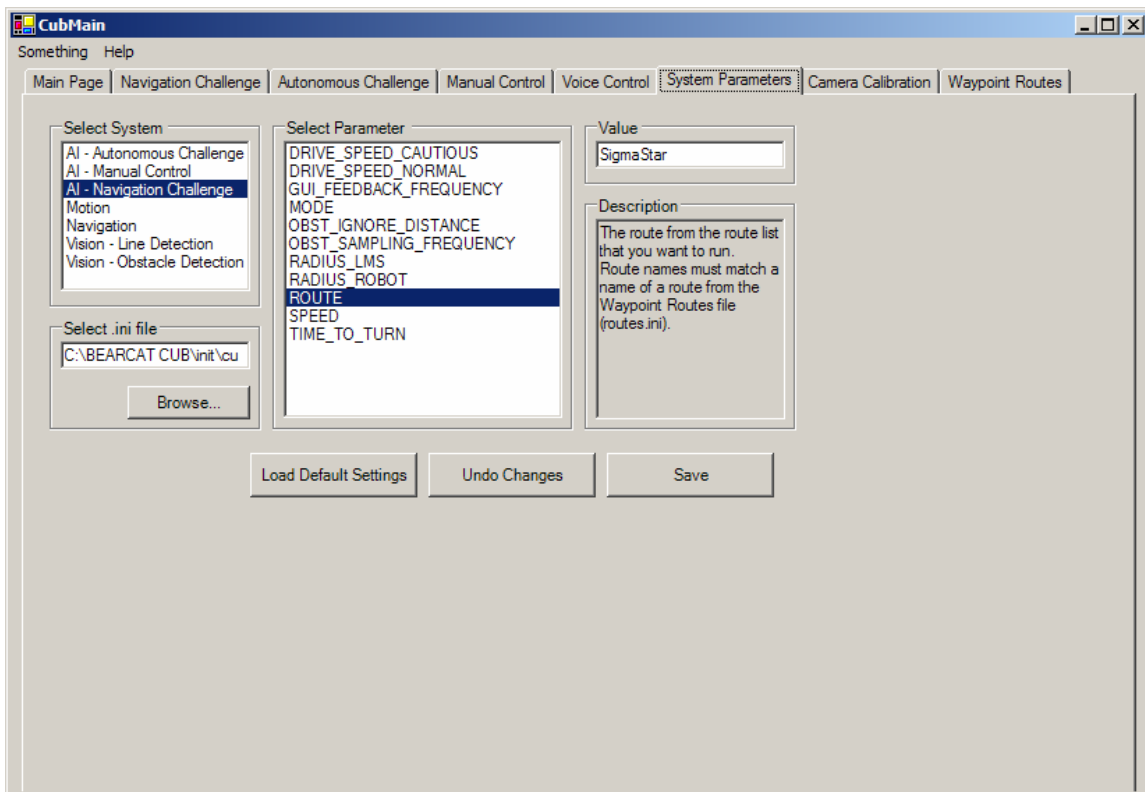 CubMain
Something Help
Main Page Navigation Challenge Autonomous Challenge Manual Control Voice Control System Parameters Camera Calibration Waypoint Routes
Select System
AI - Autonomous Challenge
AI - Manual Control
AI - Navigation Challenge
Motion
Navigation
Vision - Line Detection
Vision - Obstacle Detection
Select .ini file
C:\BEARCAT CUB\init\cu
Browse...
Select Parameter
DRIVE_SPEED_CAUTIOUS
DRIVE_SPEED_NORMAL
GUI_FEEDBACK_FREQUENCY
MODE
OBST_IGNORE_DISTANCE
OBST_SAMPLING_FREQUENCY
RADIUS_LMS
RADIUS_ROBOT
ROUTE
SPEED
TIME_TO_TURN
Value
SigmaStar
Description
The route from the route list
that you want to run.
Route names must match a
name of a route from the
Waypoint Routes file
(routes.ini).
Load Default Settings Undo Changes Save